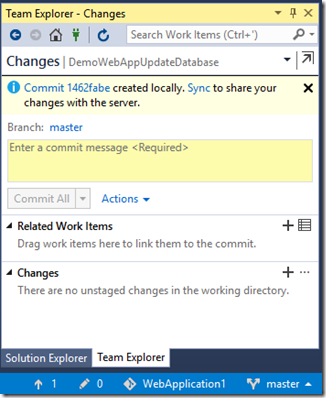 Team Explorer - Changes
Search Work Items (Ctrl+')
Changes | DemoWebAppUpdateDatabase
Commit 1462fabe created locally. Sync to share your
changes with the server.
Branch: master
Enter a commit message <Required>
Commit All Actions
Related Work Items
Drag work items here to link them to the commit.
Changes
There are no unstaged changes in the working directory.
Solution Explorer Team Explorer
1 0 WebApplication1 master